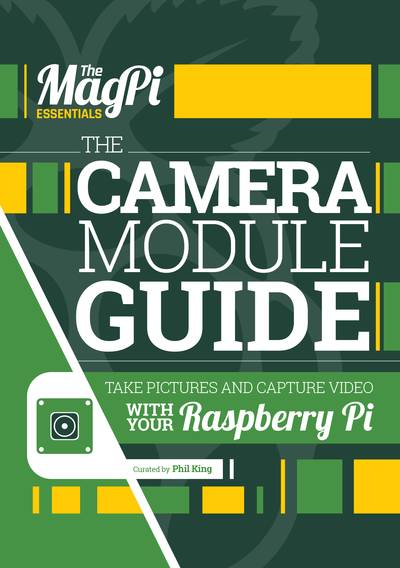 The
MagPi
ESSENTIALS
THE
CAMERA
MODULE
GUIDE
TAKE PICTURES AND CAPTURE VIDEO
WITH YOUR Raspberry Pi
Curated by Phil King